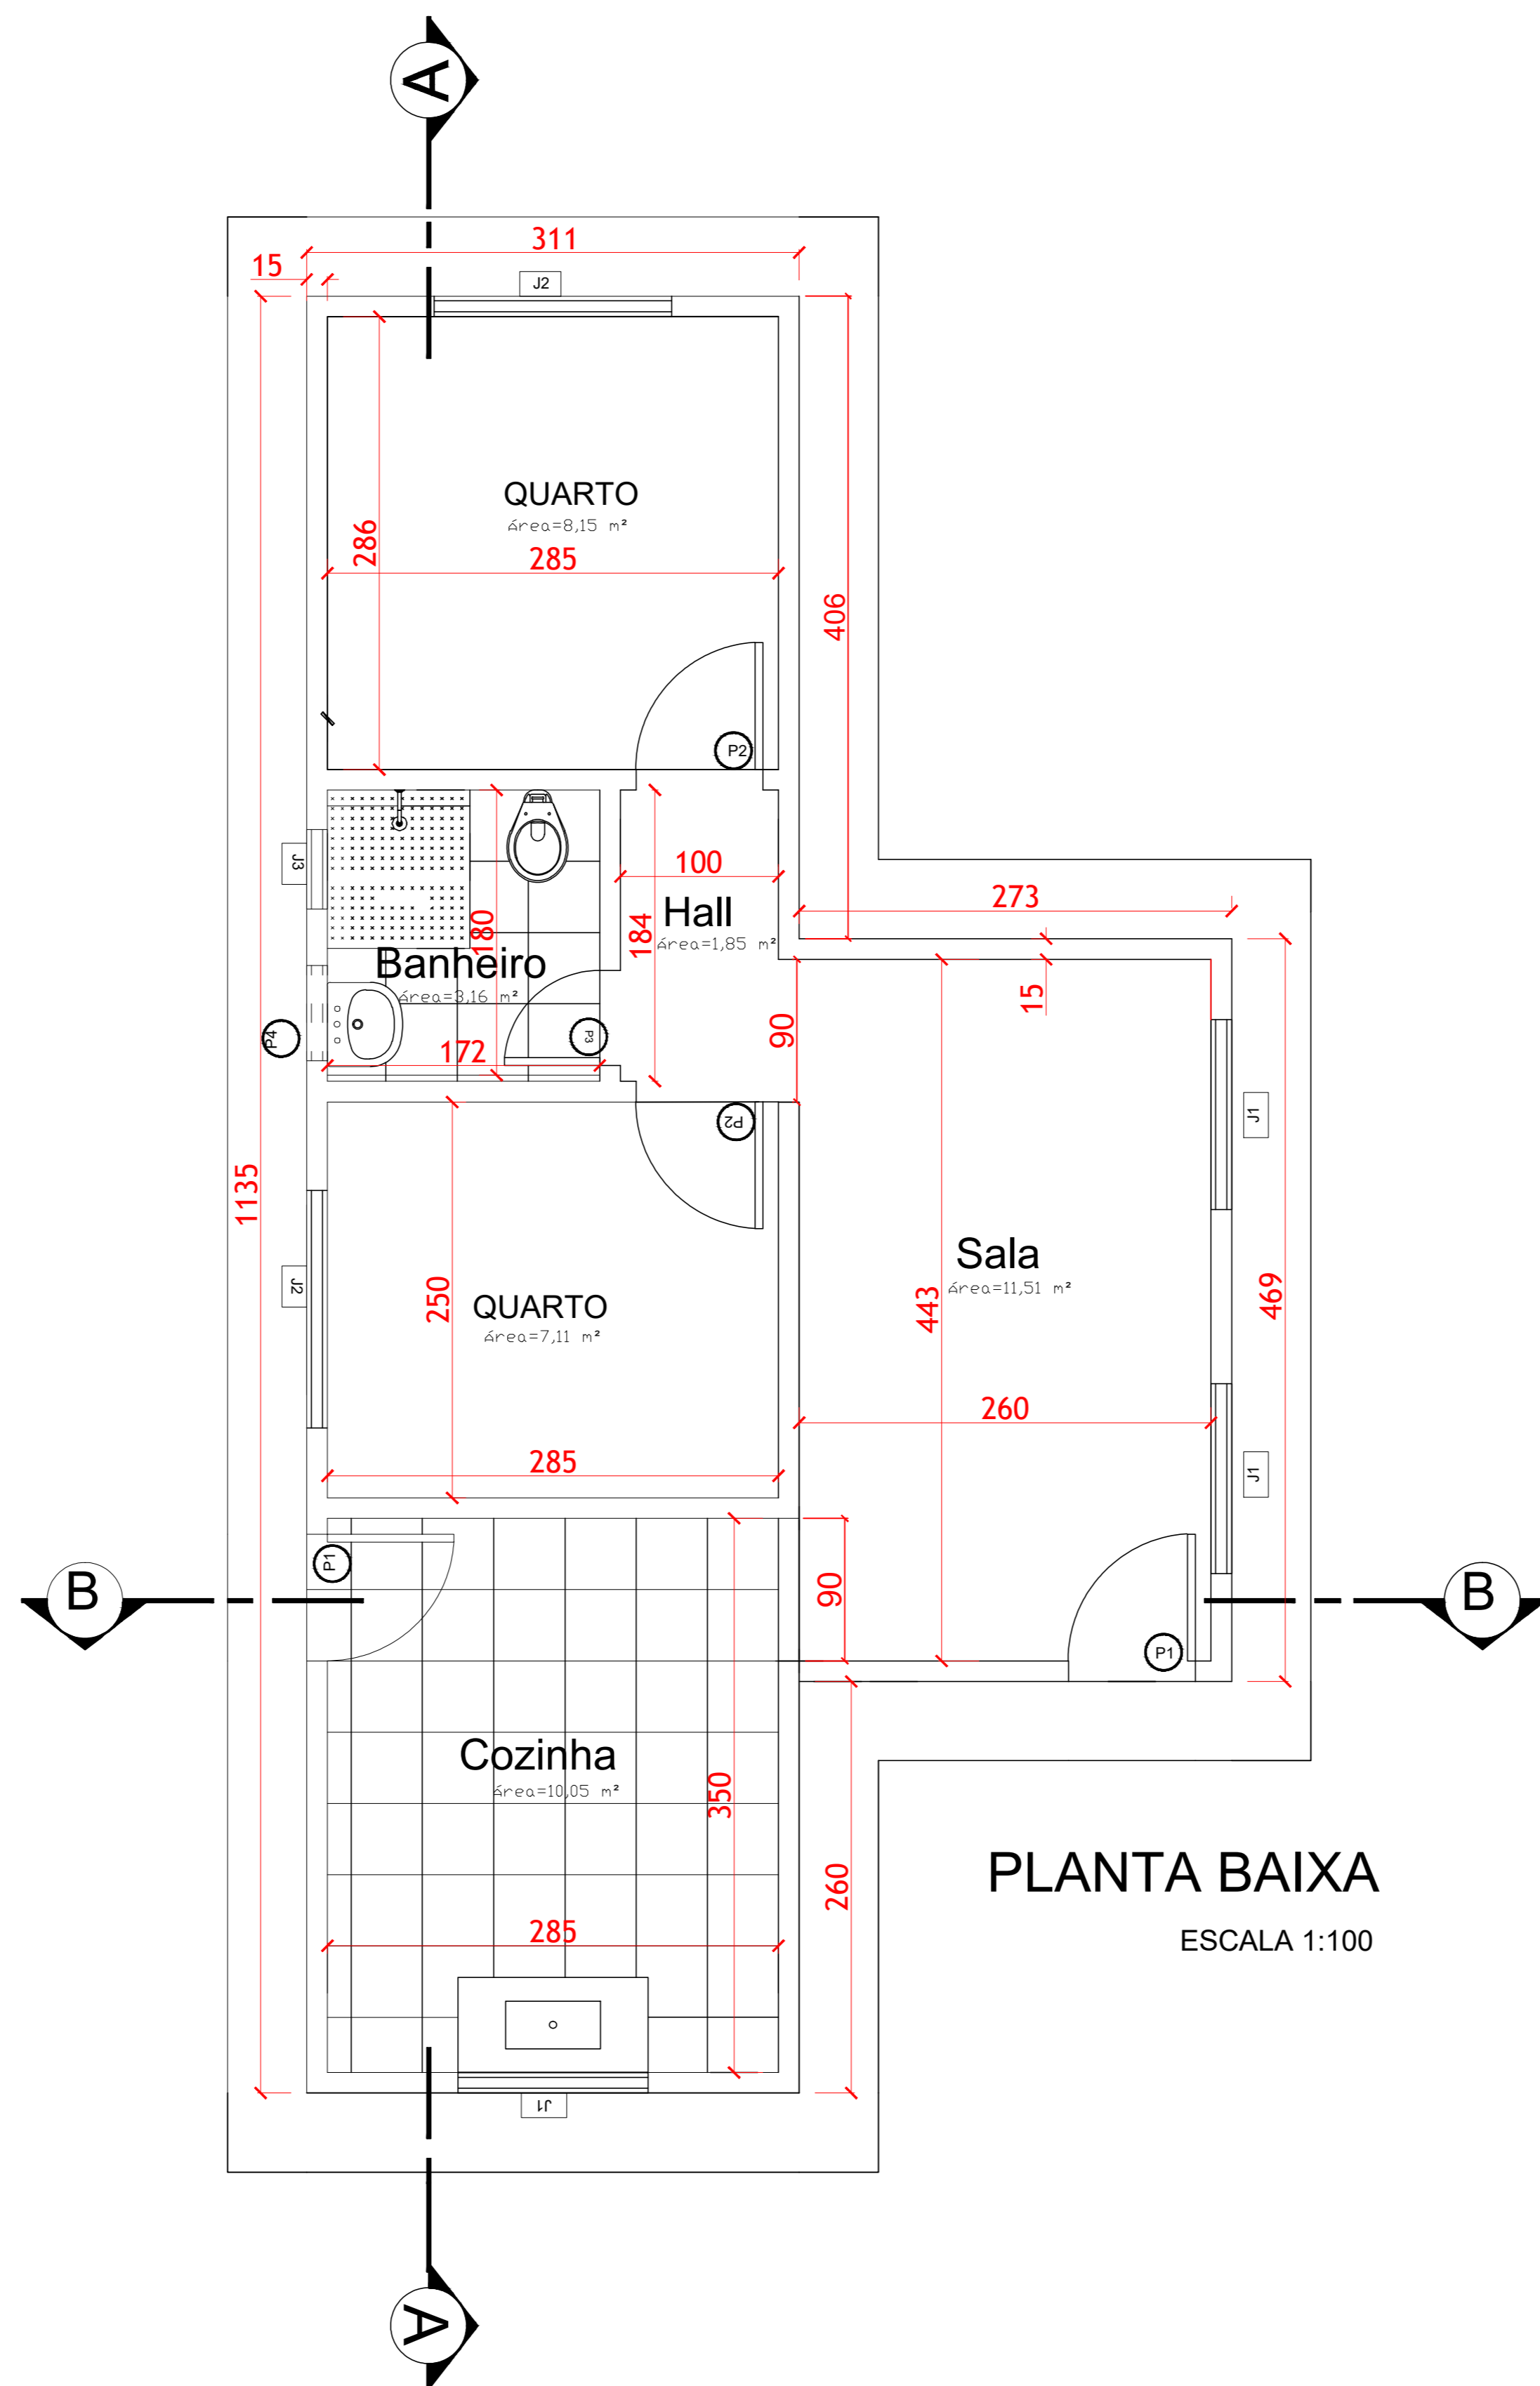 A
311
15
J2
QUARTO
Área=8,15 m²
286
285
406
P2
J3
100
273
180
184
Hall
Área=1,85 m²
Banheiro
Área=3,16 m²
15
P4
P3
90
172
P2
J1
1135
J2
250
QUARTO
Área=7,11 m²
443
Sala
Área=11,51 m²
469
260
285
J1
P1
B
90
B
P1
Cozinha
Área=10,05 m²
350
260
PLANTA BAIXA
285
ESCALA 1:100
J1
A